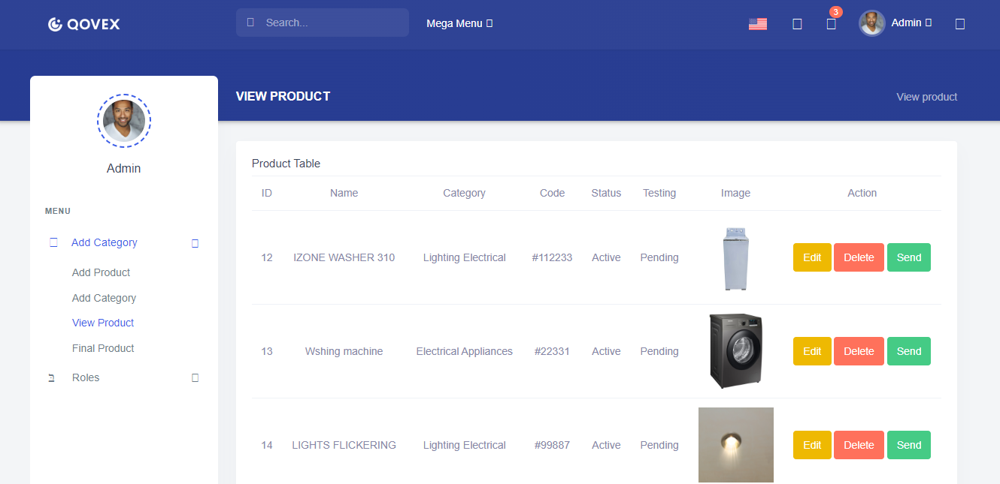 QOVEX
Search...
Mega Menu
3
Admin
VIEW PRODUCT
View product
Admin
MENU
Add Category
Add Product
Add Category
View Product
Final Product
Roles
Product Table
ID Name Category Code Status Testing Image Action
12 IZONE WASHER 310 Lighting Electrical #112233 Active Pending Edit Delete Send
13 Wshing machine Electrical Appliances #22331 Active Pending Edit Delete Send
14 LIGHTS FLICKERING Lighting Electrical #99887 Active Pending Edit Delete Send